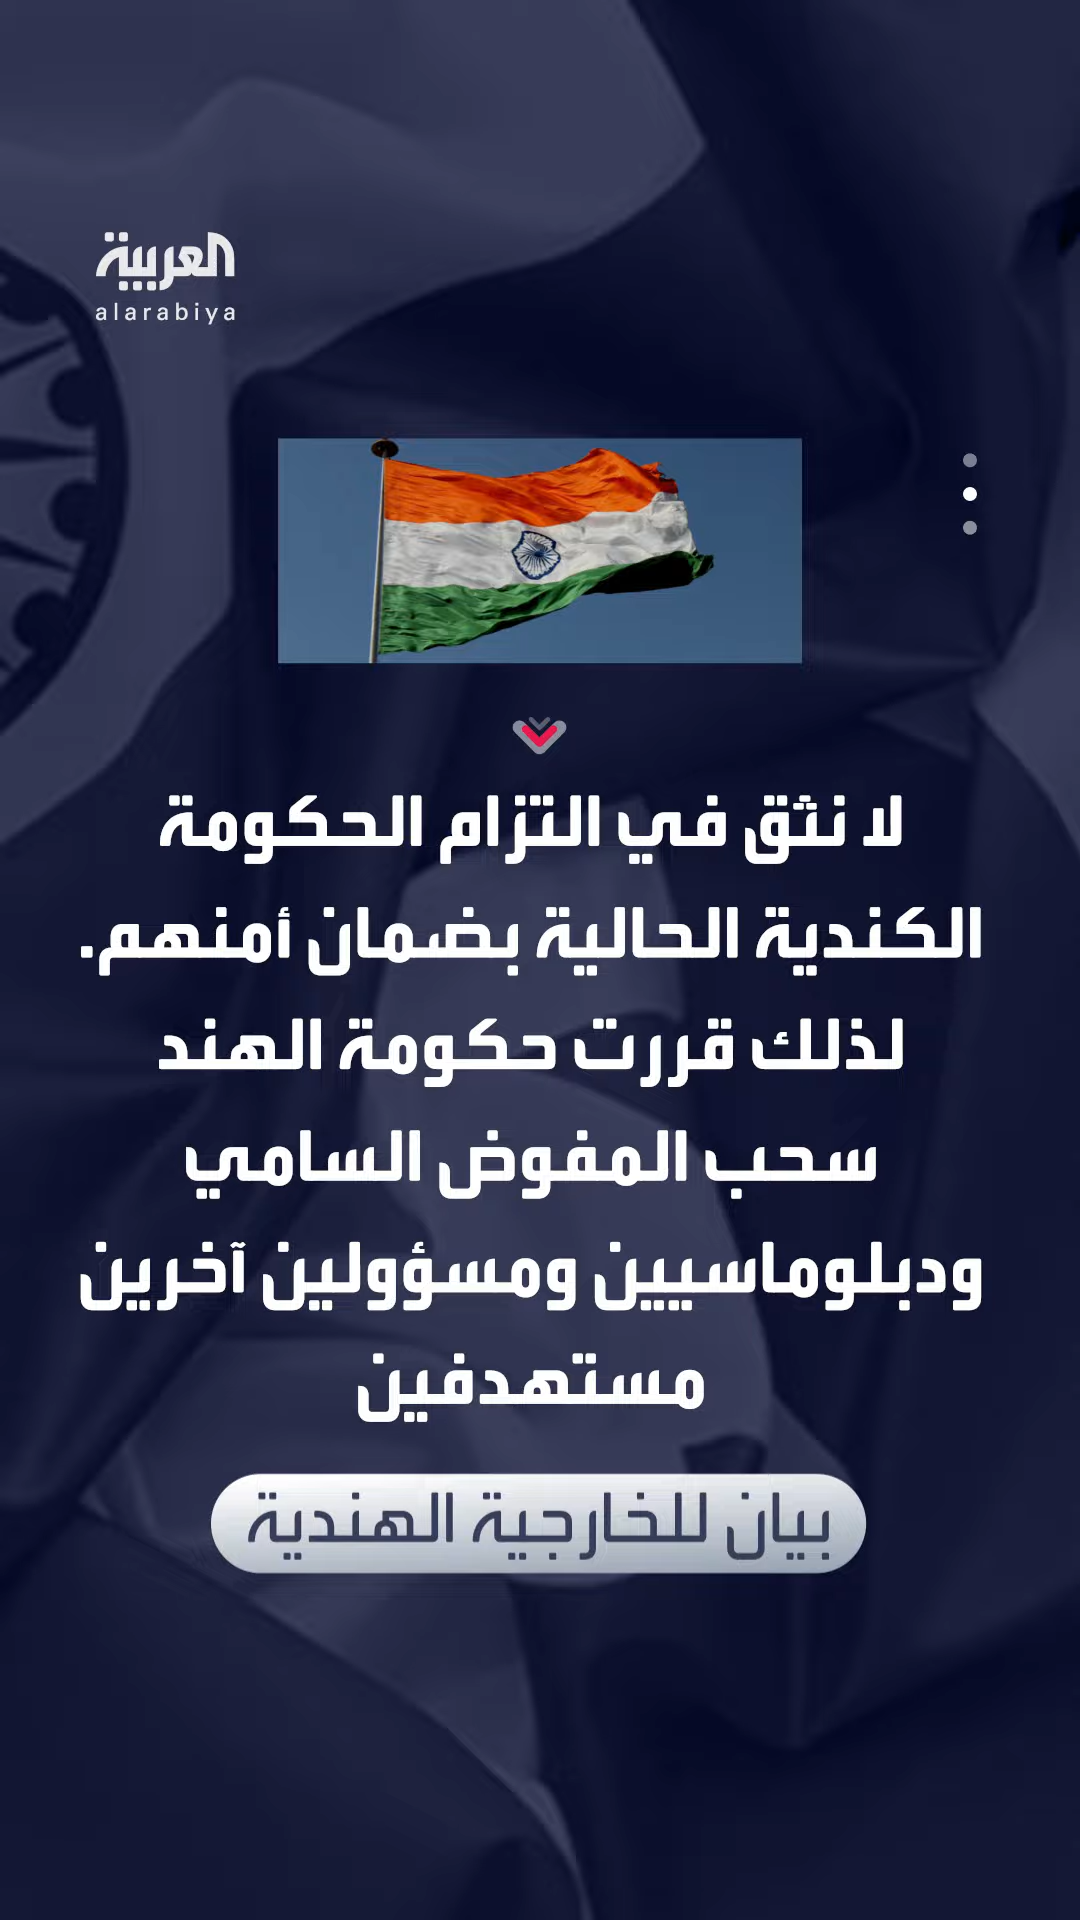 العربية
alarabiya
لا نثق في التزام الحكومة
الكندية الحالية بضمان أمنهم.
لذلك قررت حكومة الهند
سحب المفوض السامي
ودبلوماسيين ومسؤولين آخرين
مستهدفين
بيان للخارجية الهندية